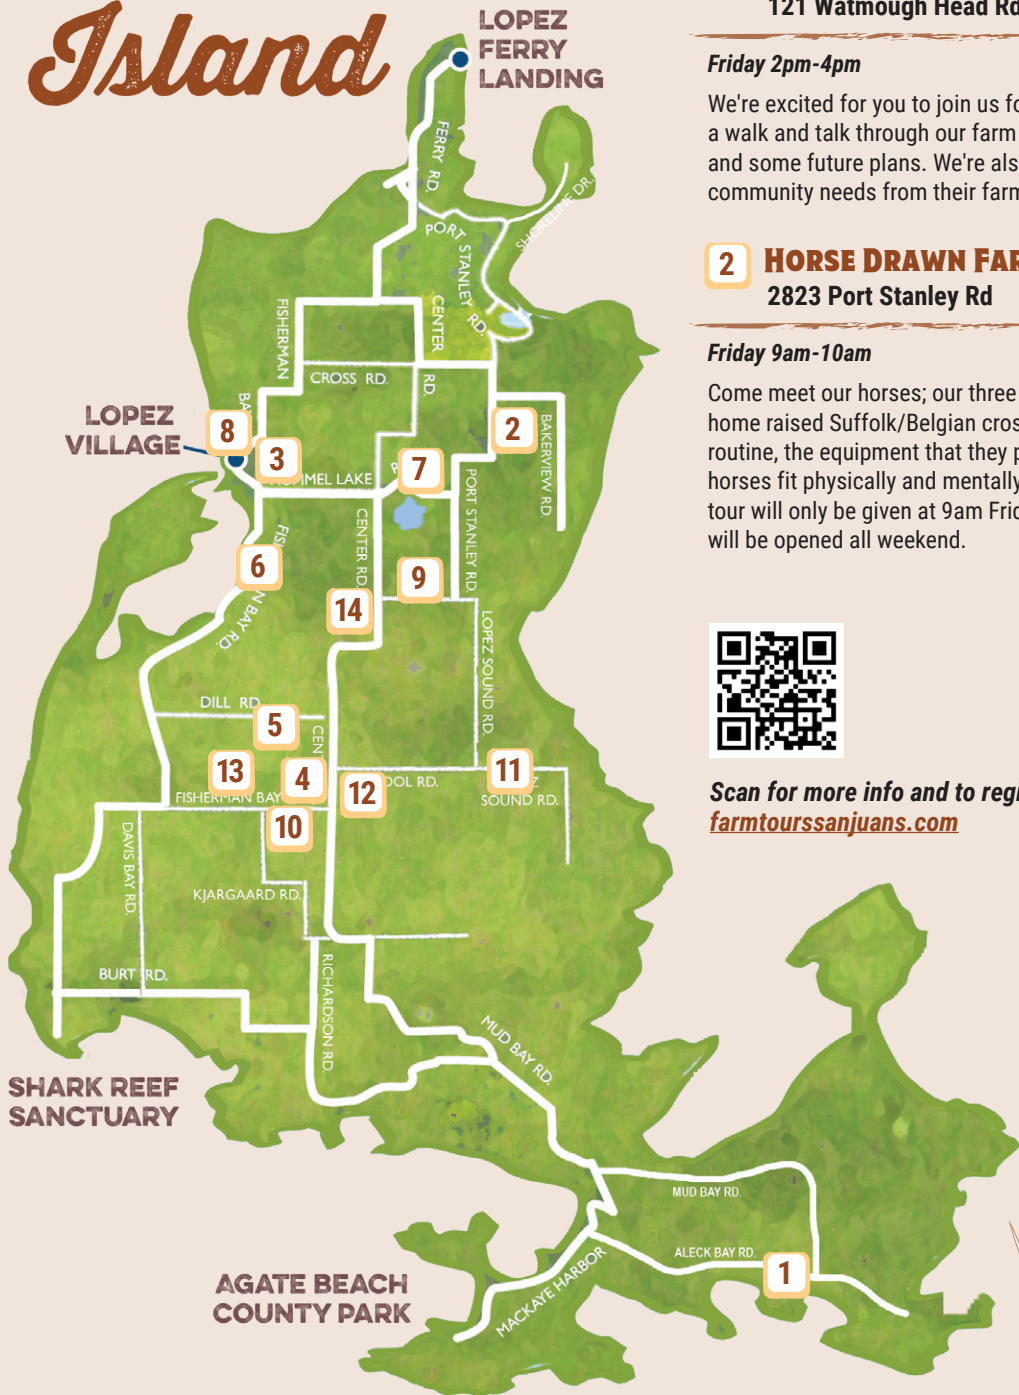 Island
LOPEZ
FERRY
LANDING
FERRY RD.
SHORELINE DR.
PORT STANLEY RD.
FISHERMAN
CENTER
RD.
CROSS RD.
LOPEZ
VILLAGE
8
3
2
BAKERVIEW RD.
7
LAKE
CENTER RD.
PORT STANLEY RD.
6
BAY RD.
9
14
LOPEZ SOUND RD.
DILL RD
5
13
4
12
RD.
11
SOUND RD.
FISHERMAN BAY
10
DAVIS BAY RD.
KJARGAARD RD.
BURT RD.
RICHARDSON RD.
MUD BAY RD.
SHARK REEF
SANCTUARY
MUD BAY RD.
ALECK BAY RD.
1
MACKAYE HARBOR
AGATE BEACH
COUNTY PARK
121 Watmough Head Rd
Friday 2pm-4pm
We're excited for you to join us
a walk and talk through our farm
and some future plans. We're
community needs from their
2 HORSE DRAWN
2823 Port Stanley Rd
Friday 9am-10am
Come meet our horses; our three
home raised Suffolk/Belgian
routine, the equipment that they
horses fit physically and mentally
tour will only be given at 9am
will be opened all weekend.
Scan for more info and to
farmtourssanjuans.com